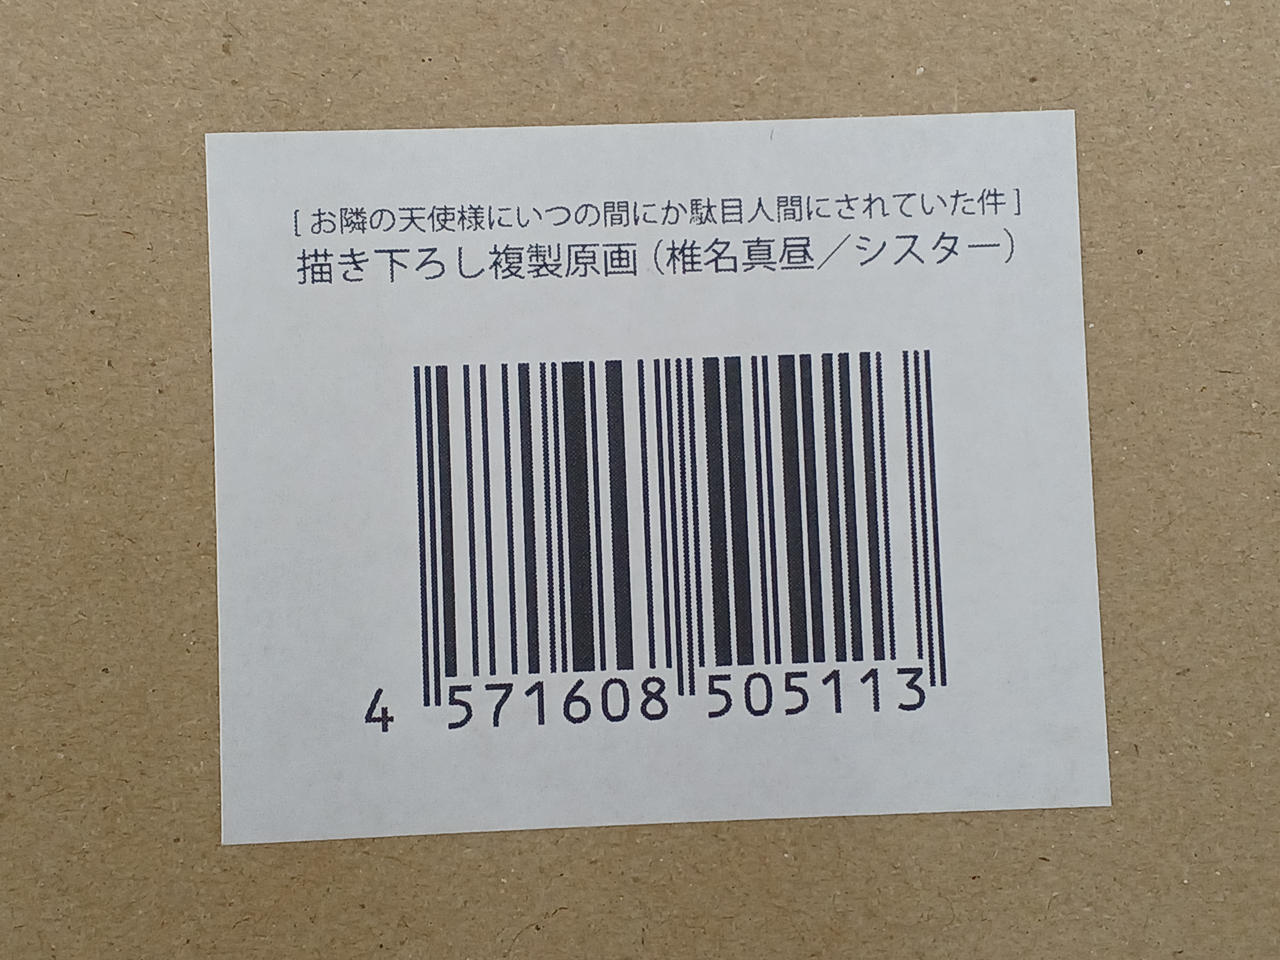 [ お隣の天使様にいつの間にか駄目人間にされていた件 ]
描き下ろし複製原画（椎名真昼／シスター）
4 571608 505113